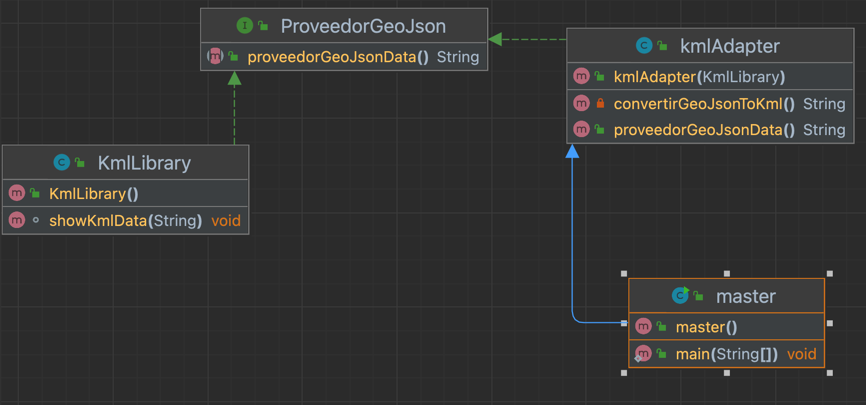 ProveedorGeoJson
proveedorGeoJsonData() String
kmlAdapter
kmlAdapter(KmlLibrary)
convertirGeoJsonToKml() String
proveedorGeoJsonData() String
KmlLibrary
KmlLibrary()
showKmlData(String) void
master
master()
main(String[]) void